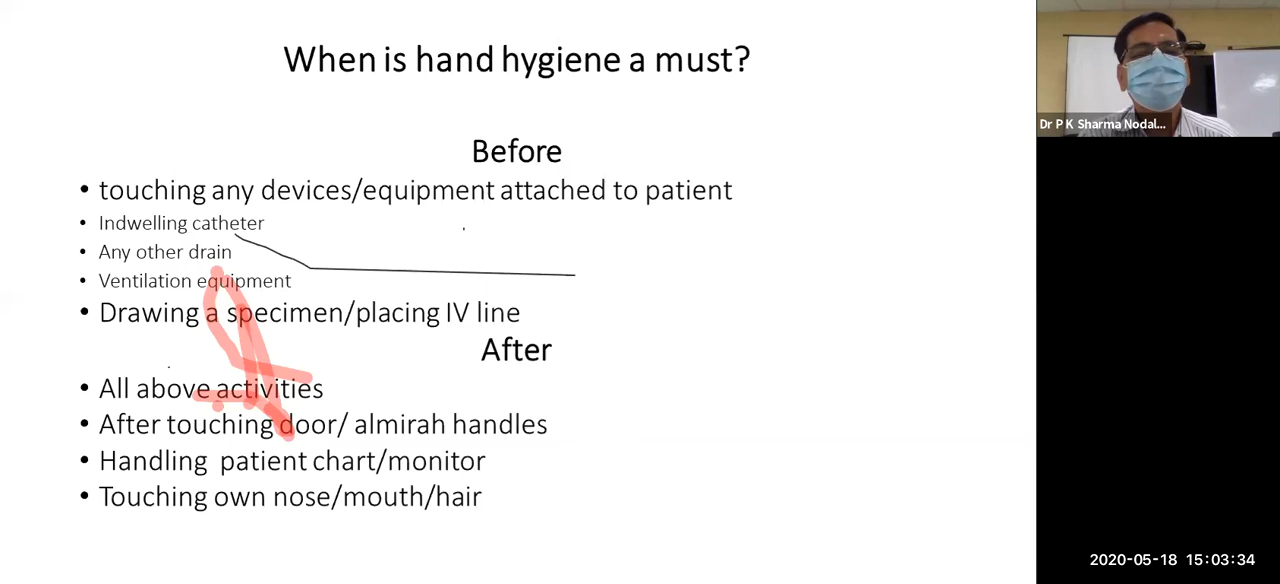 When is hand hygiene a must?
Before
• touching any devices/equipment attached to patient
• Indwelling catheter
• Any other drain
• Ventilation equipment
• Drawing a specimen/placing IV line
After
• All above activities
• After touching door/ almirah handles
• Handling patient chart/monitor
• Touching own nose/mouth/hair
Dr P K Sharma Nodal...
2020-05-18 15:03:34